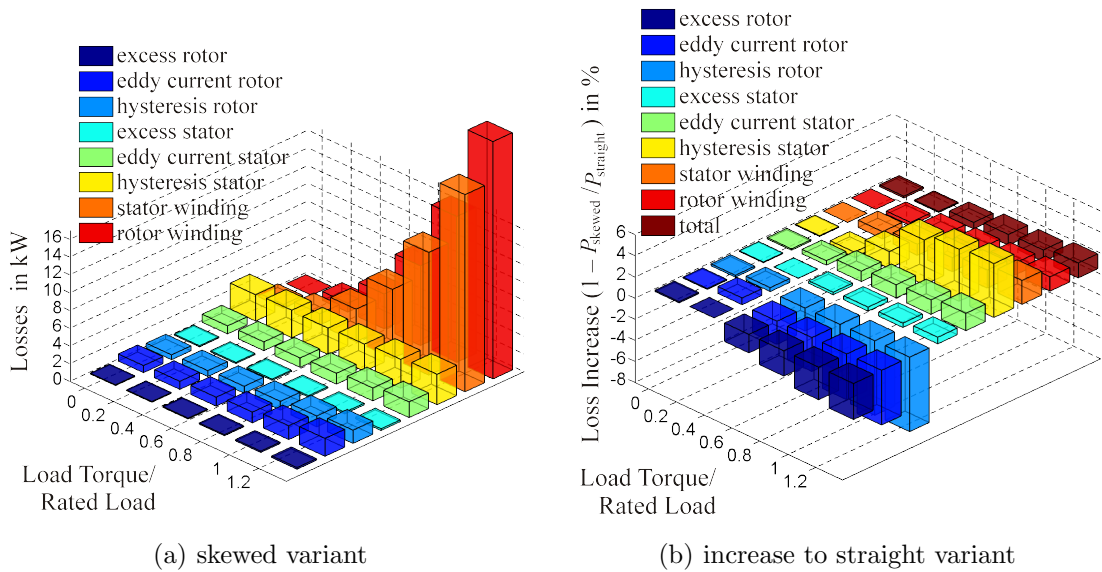 excess rotor
eddy current rotor
hysteresis rotor
excess stator
eddy current stator
hysteresis stator
stator winding
rotor winding
Losses in kW
16
14
12
10
8
6
4
2
0
0
0.2
0.4
0.6
0.8
1
1.2
Load Torque/
Rated Load
(a) skewed variant
excess rotor
eddy current rotor
hysteresis rotor
excess stator
eddy current stator
hysteresis stator
stator winding
rotor winding
total
Loss Increase (1 − P_skewed / P_straight) in %
6
4
2
0
-2
-4
-6
-8
0
0.2
0.4
0.6
0.8
1
1.2
Load Torque/
Rated Load
(b) increase to straight variant